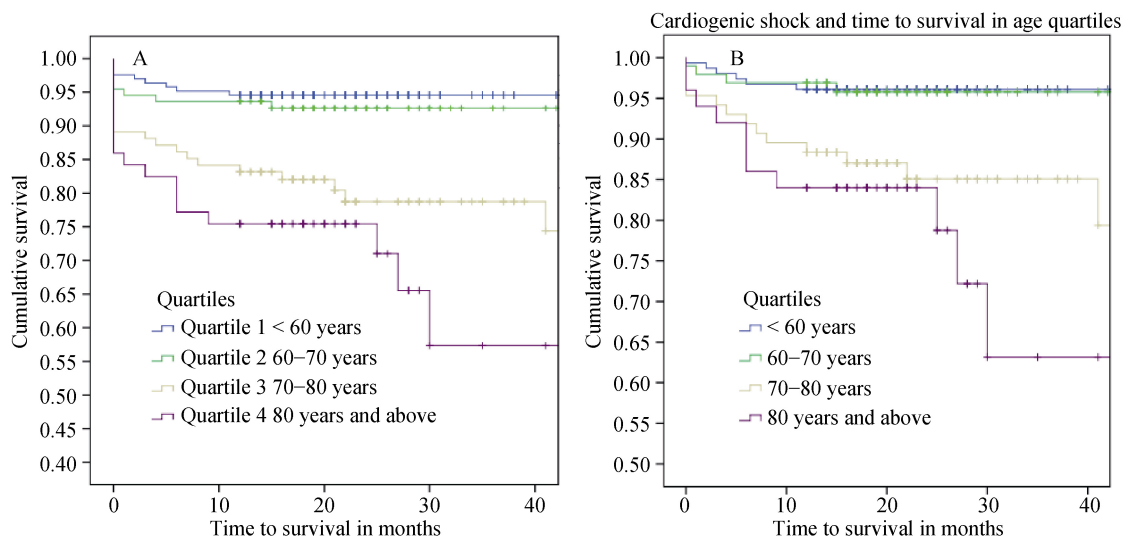 Cardiogenic shock and time to survival in age quartiles
A
1.00
0.95
0.90
0.85
0.80
0.75
0.70
0.65
0.60
0.55
0.50
0.45
0.40
Cumulative survival
Quartiles
Quartile 1 < 60 years
Quartile 2 60−70 years
Quartile 3 70−80 years
Quartile 4 80 years and above
0 10 20 30 40
Time to survival in months
B
1.00
0.95
0.90
0.85
0.80
0.75
0.70
0.65
0.60
0.55
0.50
Cumulative survival
Quartiles
< 60 years
60−70 years
70−80 years
80 years and above
0 10 20 30 40
Time to survival in months